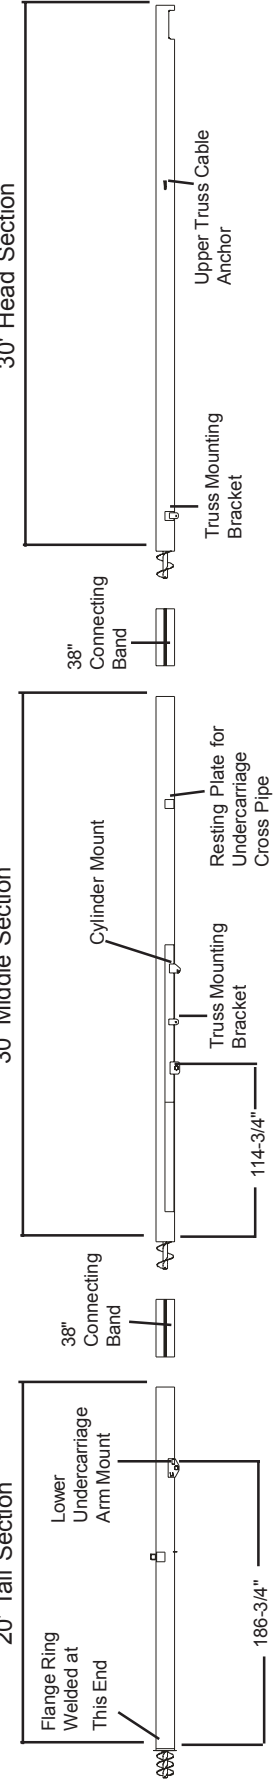 20' Tail Section
30' Middle Section
30' Head Section
Flange Ring
Welded at
This End
Lower
Undercarriage
Arm Mount
186-3/4"
38"
Connecting
Band
Cylinder Mount
114-3/4"
Truss Mounting
Bracket
Resting Plate for
Undercarriage
Cross Pipe
38"
Connecting
Band
Truss Mounting
Bracket
Upper Truss Cable
Anchor